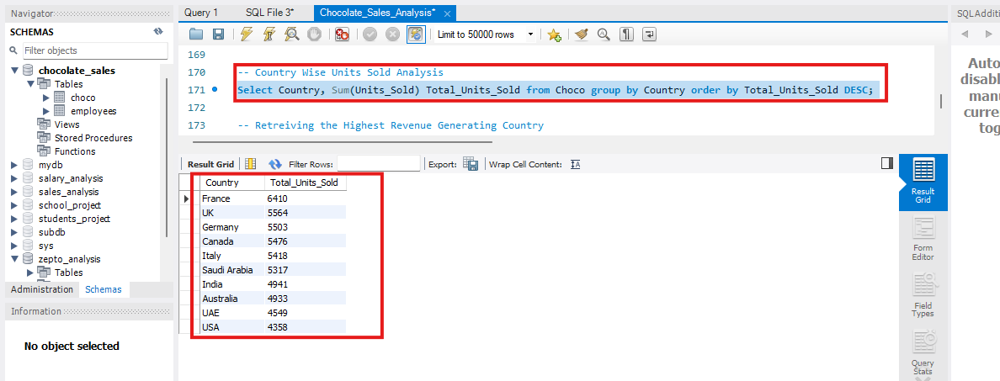 Navigator
SCHEMAS
Filter objects
chocolate_sales
Tables
choco
employees
Views
Stored Procedures
Functions
mydb
salary_analysis
sales_analysis
school_project
students_project
subdb
sys
zepto_analysis
Tables
Administration Schemas
Information
No object selected
Query 1 SQL File 3* Chocolate_Sales_Analysis*
Limit to 50000 rows
169
170 -- Country Wise Units Sold Analysis
171 Select Country, Sum(Units_Sold) Total_Units_Sold from Choco group by Country order by Total_Units_Sold DESC;
172
173 -- Retreiving the Highest Revenue Generating Country
Result Grid Filter Rows: Export: Wrap Cell Content:
Country Total_Units_Sold
France 6410
UK 5564
Germany 5503
Canada 5476
Italy 5418
Saudi Arabia 5317
India 4941
Australia 4933
UAE 4549
USA 4358
Result
Grid
Form
Editor
Field
Types
Query
Stats
SQLAdditi
Auto
disabl
man
curre
tog